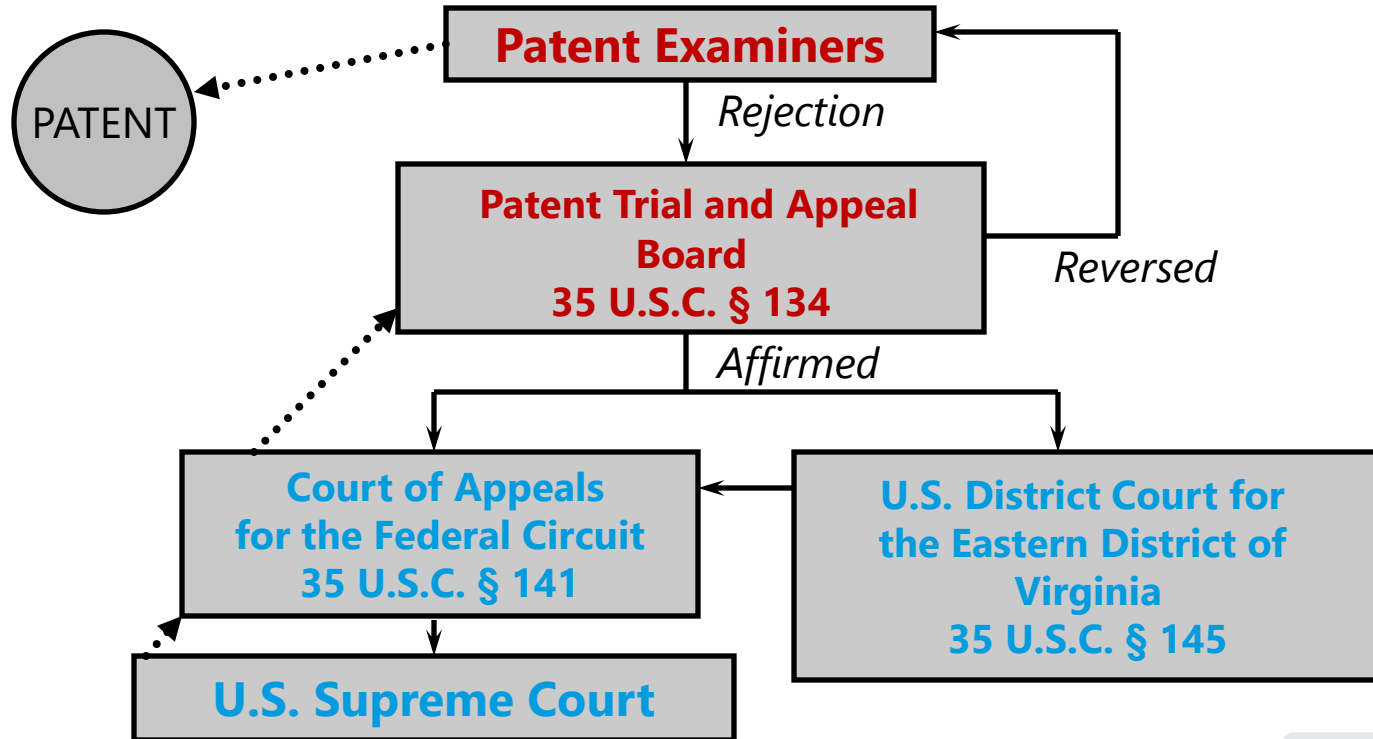 Patent Examiners
PATENT
Rejection
Patent Trial and Appeal
Board
35 U.S.C. § 134
Reversed
Affirmed
Court of Appeals
for the Federal Circuit
35 U.S.C. § 141
U.S. District Court for
the Eastern District of
Virginia
35 U.S.C. § 145
U.S. Supreme Court